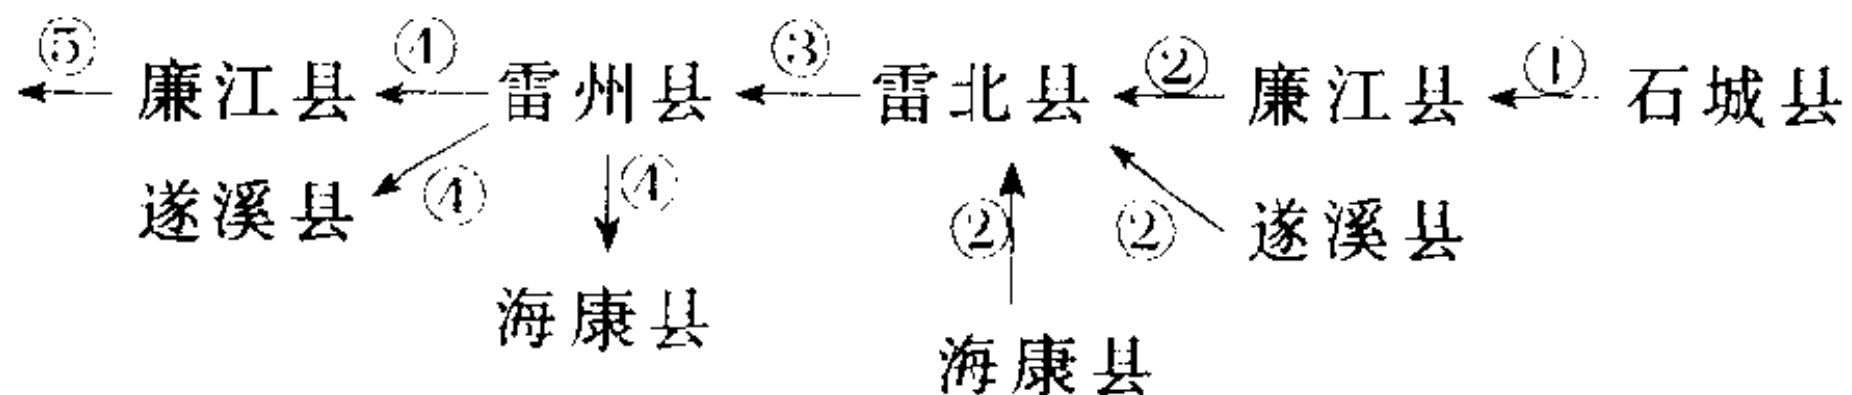 ⑤ 廉江县 ④ 雷州县 ③ 雷北县 ② 廉江县 ① 石城县
遂溪县 ④ ④ ② ② 遂溪县
海康县
海康县